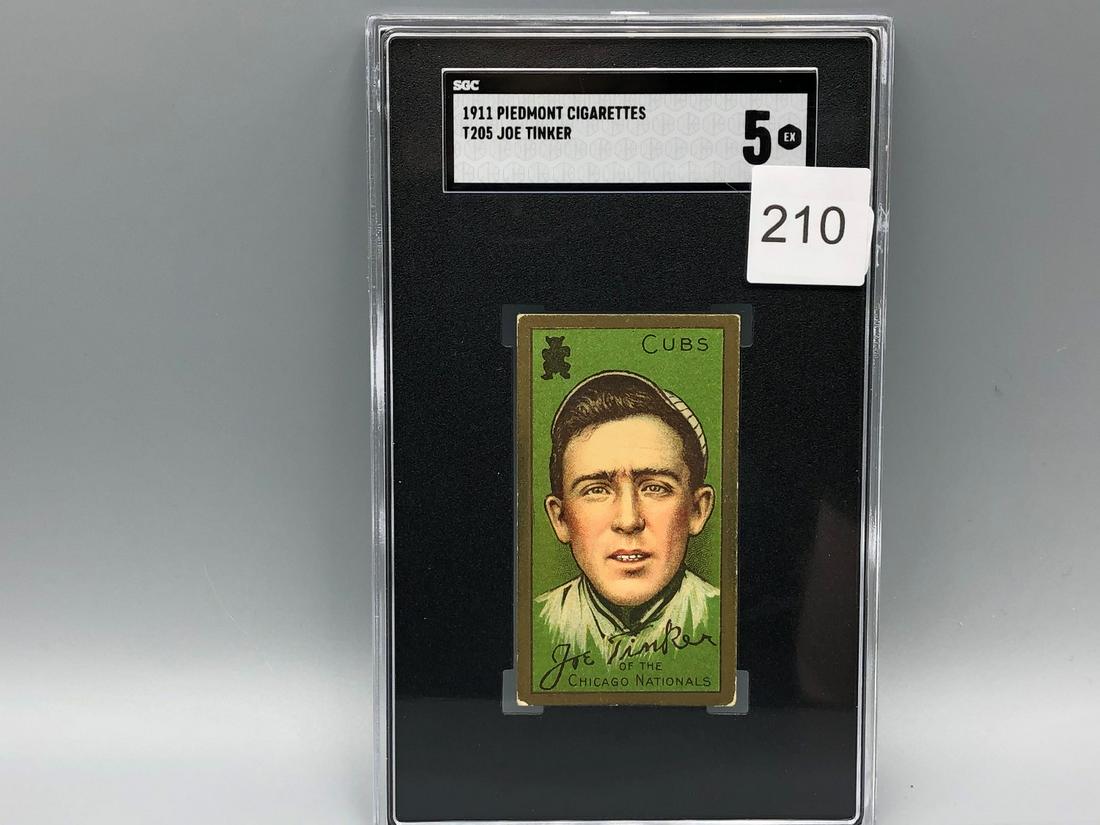 SGC
1911 PIEDMONT CIGARETTES
T205 JOE TINKER
5 EX
210
CUBS
Joe Tinker
OF THE
CHICAGO NATIONALS